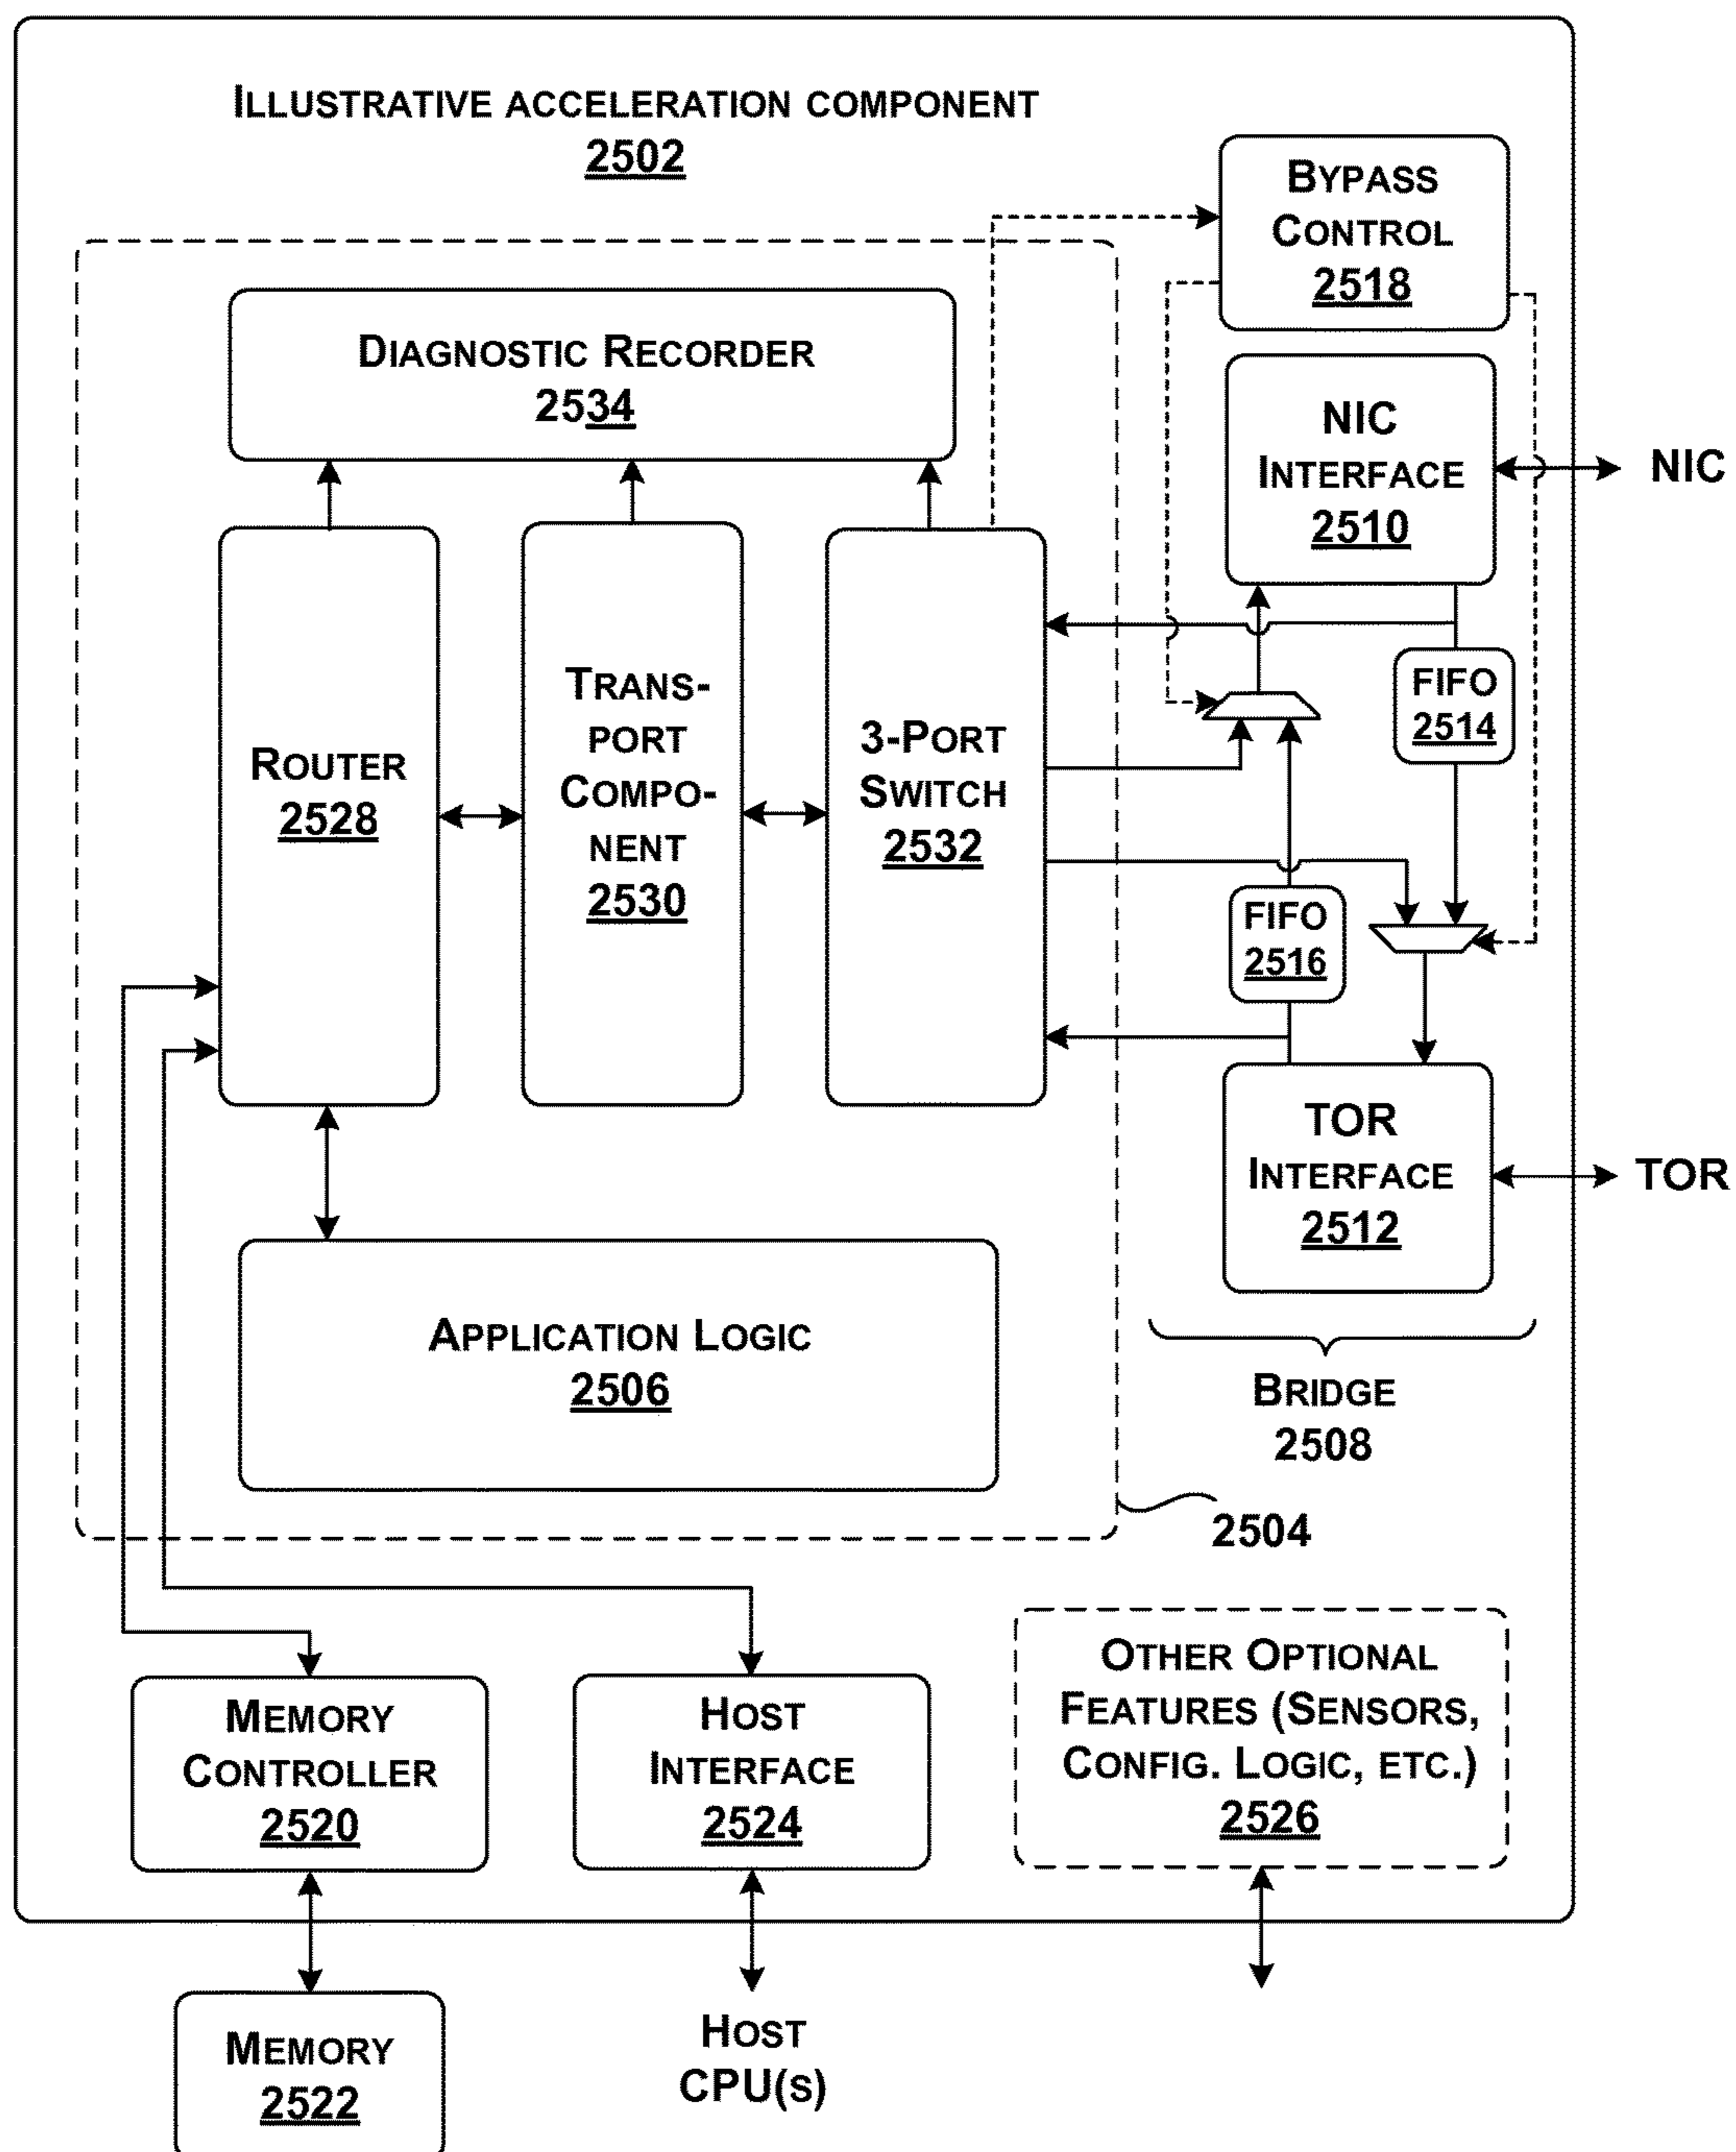 ILLUSTRATIVE ACCELERATION COMPONENT
2502
BYPASS
CONTROL
2518
DIAGNOSTIC RECORDER
2534
NIC
INTERFACE
2510
NIC
ROUTER
2528
TRANS-
PORT
COMPO-
NENT
2530
3-PORT
SWITCH
2532
FIFO
2514
FIFO
2516
TOR
INTERFACE
2512
TOR
APPLICATION LOGIC
2506
BRIDGE
2508
2504
MEMORY
CONTROLLER
2520
HOST
INTERFACE
2524
OTHER OPTIONAL
FEATURES (SENSORS,
CONFIG. LOGIC, ETC.)
2526
MEMORY
2522
HOST
CPU(S)